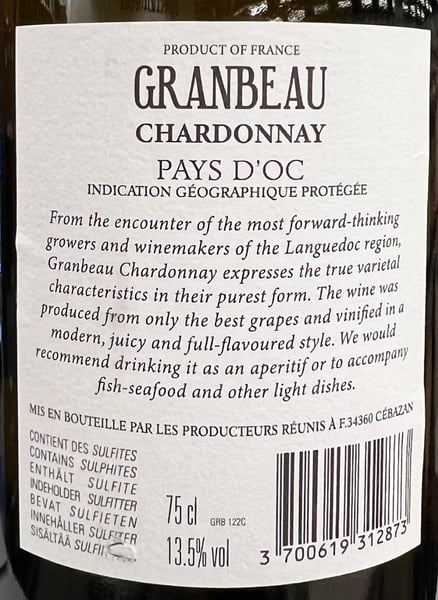 PRODUCT OF FRANCE
GRANBEAU
CHARDONNAY
PAYS D'OC
INDICATION GÉOGRAPHIQUE PROTÉGÉE
From the encounter of the most forward-thinking
growers and winemakers of the Languedoc region,
Granbeau Chardonnay expresses the true varietal
characteristics in their purest form. The wine was
produced from only the best grapes and vinified in a
modern, juicy and full-flavoured style. We would
recommend drinking it as an aperitif or to accompany
fish-seafood and other light dishes.
MIS EN BOUTEILLE PAR LES PRODUCTEURS RÉUNIS À F.34360 CÉBAZAN
CONTIENT DES SULFITES
CONTAINS SULPHITES
ENTHÄLT SULFITE
INDEHOLDER SULFITTER
BEVAT SULFIETEN
INNEHÅLLER SULFITER
SISÄLTÄÄ
75 cl
GRB 122C
13.5% vol
3 700619 312873